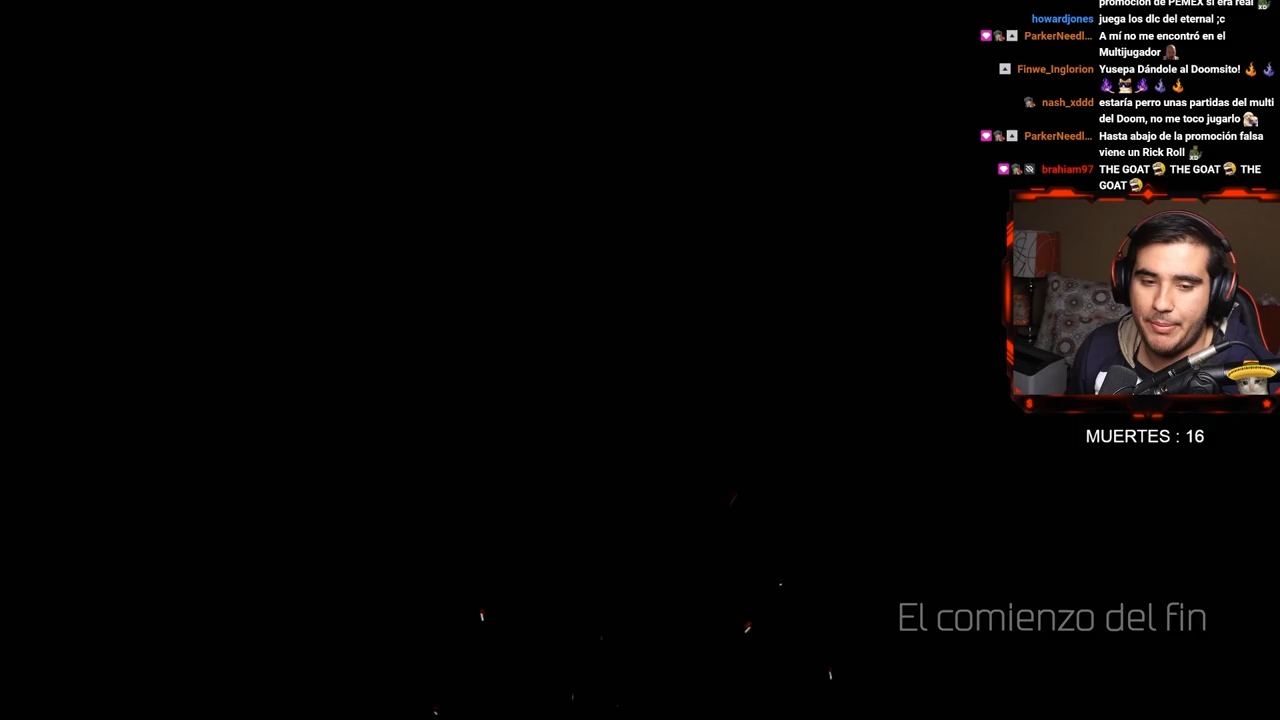 promoción de PEMEX si era real
howardjones juega los dlc del eternal ;c
ParkerNeedl... A mí no me encontró en el
Multijugador
Finwe_Inglorion Yusepa Dándole al Doomsito!
nash_xddd estaría perro unas partidas del multi
del Doom, no me toco jugarlo
ParkerNeedl... Hasta abajo de la promoción falsa
viene un Rick Roll
brahiam97 THE GOAT THE GOAT THE
GOAT
MUERTES : 16
El comienzo del fin